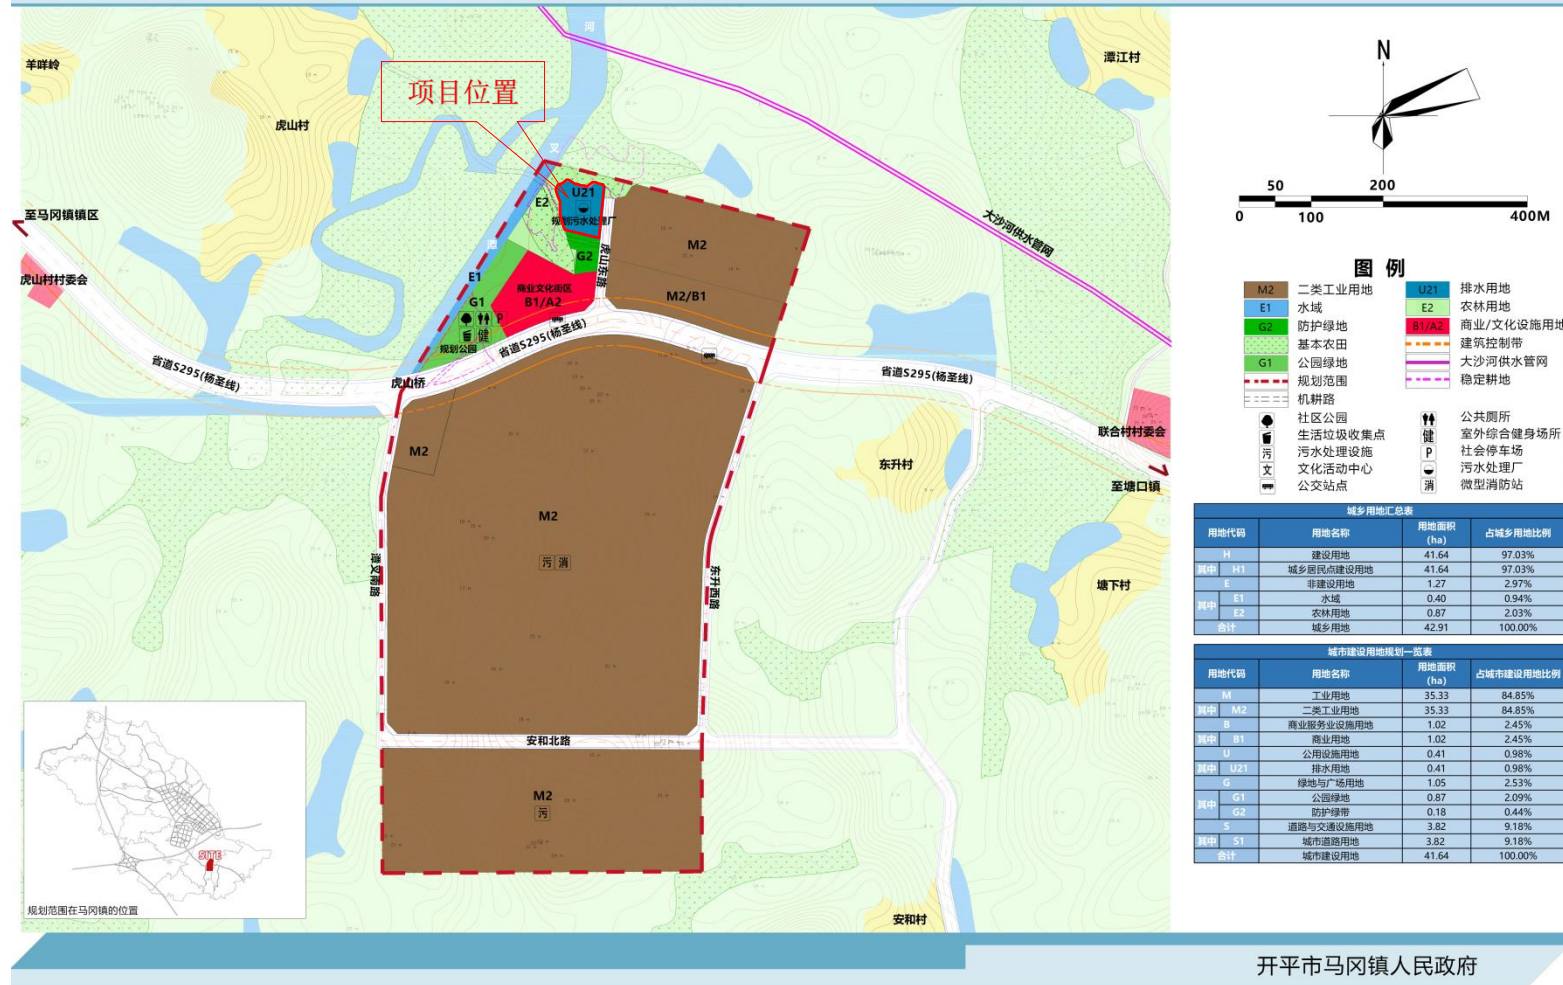 河
羊咩岭
潭江村
项目位置
虎山村
叉
N
U21
E2
规划污水处理厂
至马冈镇镇区
50
200
0
100
400M
大沙河供水管网
M2
虎山东路
G2
潭
虎山村村委会
E1
商业文化街区
B1/A2
G1
M2/B1
P
健
规划公园
省道S295(杨圣线)
省道S295(杨圣线)
省道S295(杨圣线)
虎山桥
图 例
M2 二类工业用地
U21 排水用地
E1 水域
E2 农林用地
G2 防护绿地
B1/A2 商业/文化设施用地
基本农田
建筑控制带
G1 公园绿地
大沙河供水管网
规划范围
稳定耕地
机耕路
社区公园
公共厕所
生活垃圾收集点
健 室外综合健身场所
污 污水处理设施
P 社会停车场
文 文化活动中心
污水处理厂
公交站点
消 微型消防站
联合村村委会
M2
东升村
至塘口镇
M2
污 消
潭叉南路
东升西路
塘下村
安和北路
M2
污
安和村
SITE
规划范围在马冈镇的位置
城乡用地汇总表
用地代码 用地名称 用地面积(ha) 占城乡用地比例
H 建设用地 41.64 97.03%
其中 H1 城乡居民点建设用地 41.64 97.03%
E 非建设用地 1.27 2.97%
其中 E1 水域 0.40 0.94%
E2 农林用地 0.87 2.03%
合计 城乡用地 42.91 100.00%
城市建设用地规划一览表
用地代码 用地名称 用地面积(ha) 占城市建设用地比例
M 工业用地 35.33 84.85%
其中 M2 二类工业用地 35.33 84.85%
B 商业服务业设施用地 1.02 2.45%
其中 B1 商业用地 1.02 2.45%
U 公用设施用地 0.41 0.98%
其中 U21 排水用地 0.41 0.98%
G 绿地与广场用地 1.05 2.53%
其中 G1 公园绿地 0.87 2.09%
G2 防护绿带 0.18 0.44%
S 道路与交通设施用地 3.82 9.18%
其中 S1 城市道路用地 3.82 9.18%
合计 城市建设用地 41.64 100.00%
开平市马冈镇人民政府